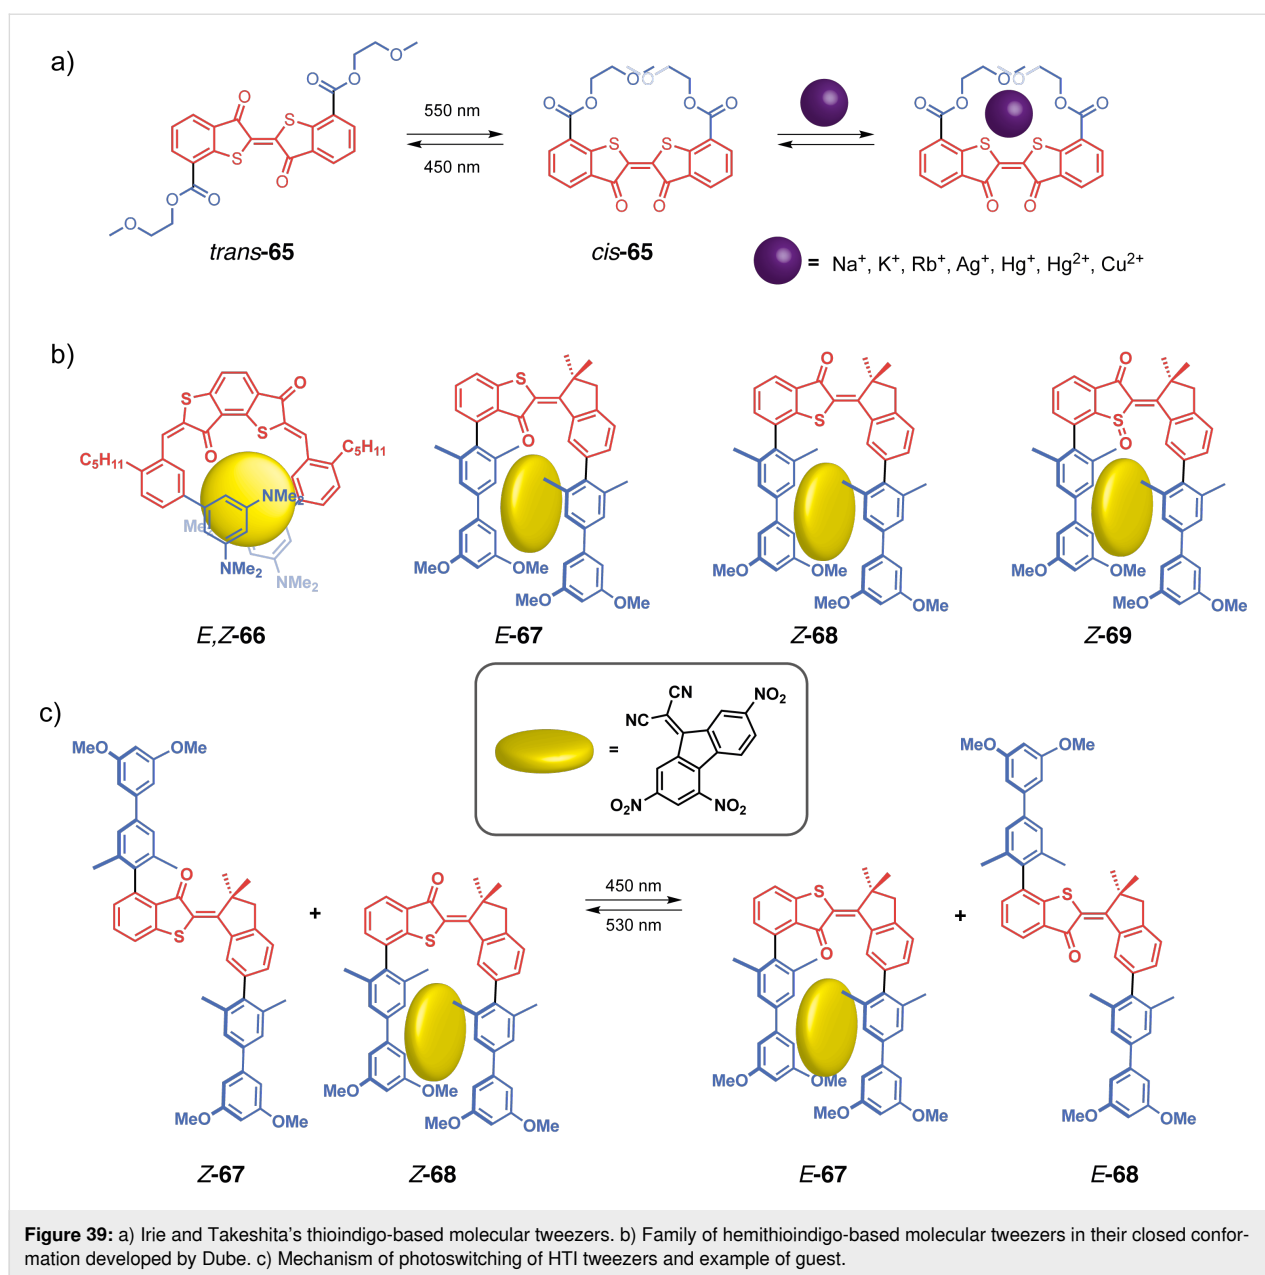 a)
O
O
O
S
S
O
O
O
O
trans-65
550 nm
450 nm
O
O
O
O
O
O
S
S
O
O
cis-65
O
O
O
O
O
O
S
S
O
O
= Na⁺, K⁺, Rb⁺, Ag⁺, Hg⁺, Hg²⁺, Cu²⁺
b)
S
O
O
S
C₅H₁₁
C₅H₁₁
NMe₂
NMe₂
NMe₂
E,Z-66
S
O
MeO
OMe
MeO
OMe
E-67
O
S
MeO
OMe
MeO
OMe
Z-68
O
S
O
MeO
OMe
MeO
OMe
Z-69
c)
=
CN
NC
NO₂
O₂N
NO₂
MeO
OMe
O
S
MeO
OMe
Z-67
+
O
S
MeO
OMe
MeO
OMe
Z-68
450 nm
530 nm
S
O
MeO
OMe
MeO
OMe
E-67
+
MeO
OMe
S
O
MeO
OMe
E-68
Figure 39: a) Irie and Takeshita’s thioindigo-based molecular tweezers. b) Family of hemithioindigo-based molecular tweezers in their closed confor-
mation developed by Dube. c) Mechanism of photoswitching of HTI tweezers and example of guest.